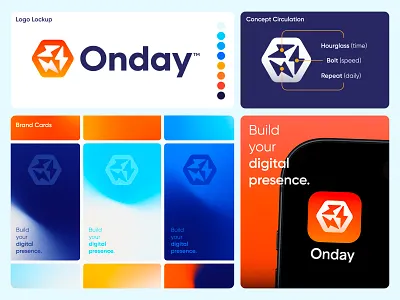 Logo Lockup
Onday™
Concept Circulation
Hourglass (time)
Bolt (speed)
Repeat (daily)
Brand Cards
Build
your
digital
presence.
Build
your
digital
presence.
Build
your
digital
presence.
Build
your
digital
presence.
Onday